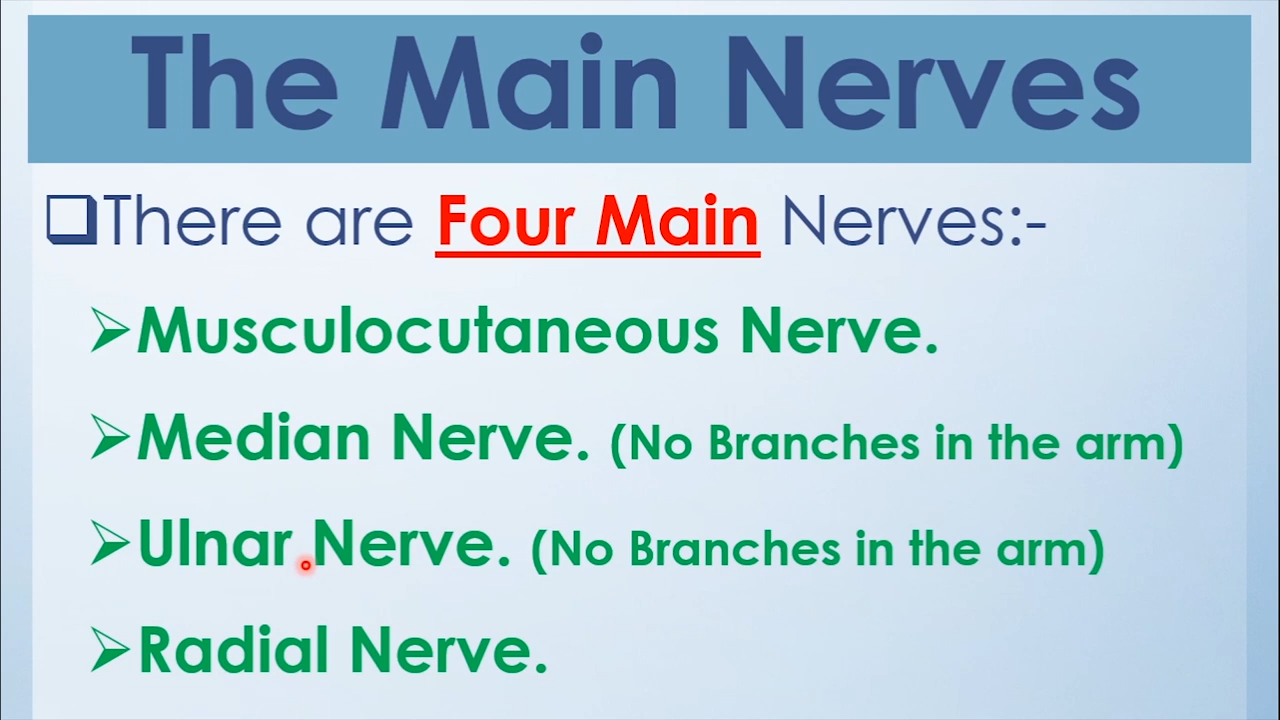 The Main Nerves
❑There are Four Main Nerves:-
➢Musculocutaneous Nerve.
➢Median Nerve. (No Branches in the arm)
➢Ulnar Nerve. (No Branches in the arm)
➢Radial Nerve.